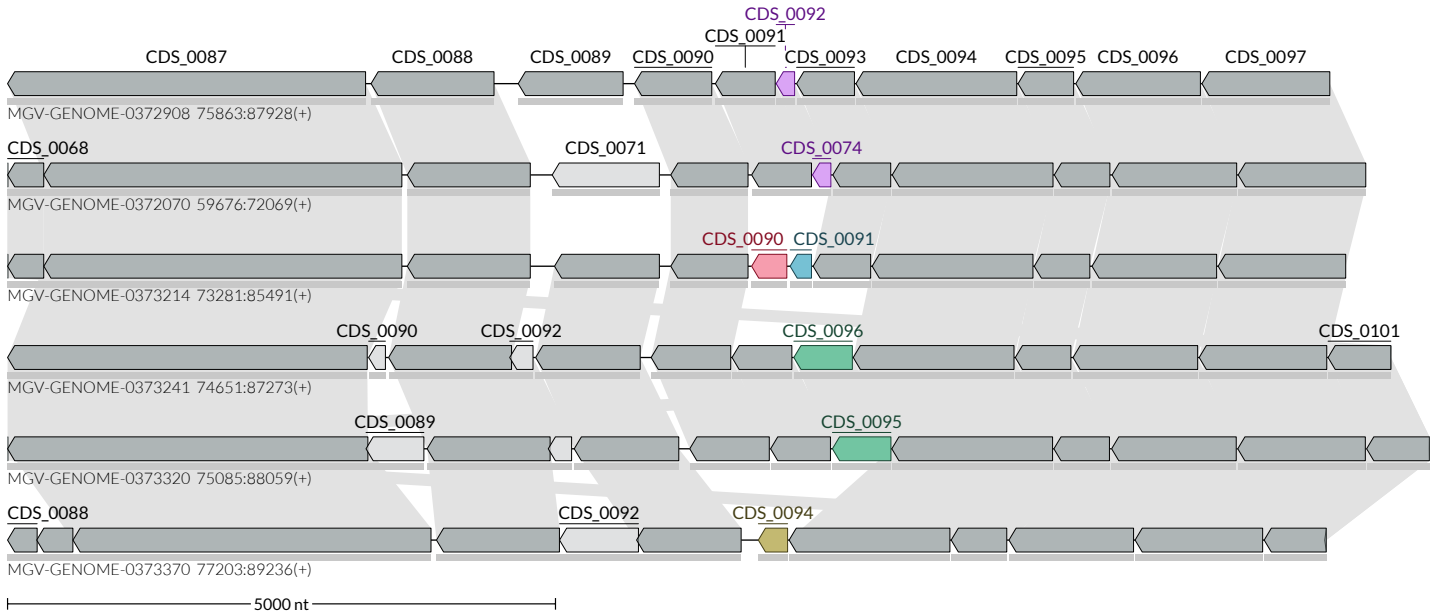 CDS_0092
CDS_0091
CDS_0087 CDS_0088 CDS_0089 CDS_0090 CDS_0093 CDS_0094 CDS_0095 CDS_0096 CDS_0097
MGV-GENOME-0372908 75863:87928(+)
CDS_0068 CDS_0071 CDS_0074
MGV-GENOME-0372070 59676:72069(+)
CDS_0090 CDS_0091
MGV-GENOME-0373214 73281:85491(+)
CDS_0090 CDS_0092 CDS_0096 CDS_0101
MGV-GENOME-0373241 74651:87273(+)
CDS_0089 CDS_0095
MGV-GENOME-0373320 75085:88059(+)
CDS_0088 CDS_0092 CDS_0094
MGV-GENOME-0373370 77203:89236(+)
5000 nt